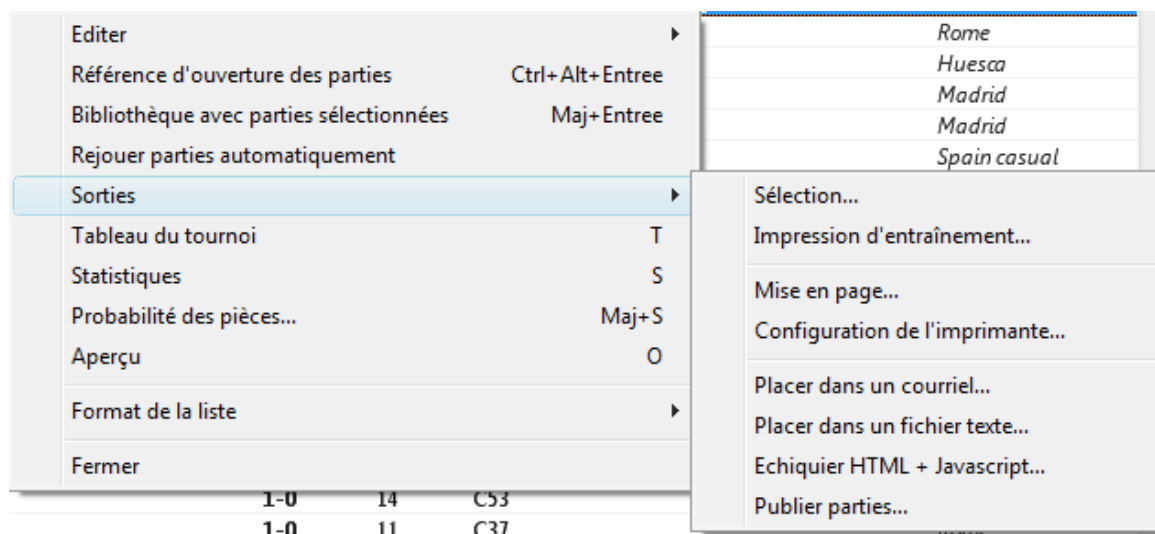 Editer
Référence d'ouverture des parties Ctrl+Alt+Entree
Bibliothèque avec parties sélectionnées Maj+Entree
Rejouer parties automatiquement
Sorties
Tableau du tournoi T
Statistiques S
Probabilité des pièces... Maj+S
Aperçu O
Format de la liste
Fermer
Rome
Huesca
Madrid
Madrid
Spain casual
Sélection...
Impression d'entraînement...
Mise en page...
Configuration de l'imprimante...
Placer dans un courriel...
Placer dans un fichier texte...
Echiquier HTML + Javascript...
Publier parties...
1-0 14 C53
1-0 11 C37